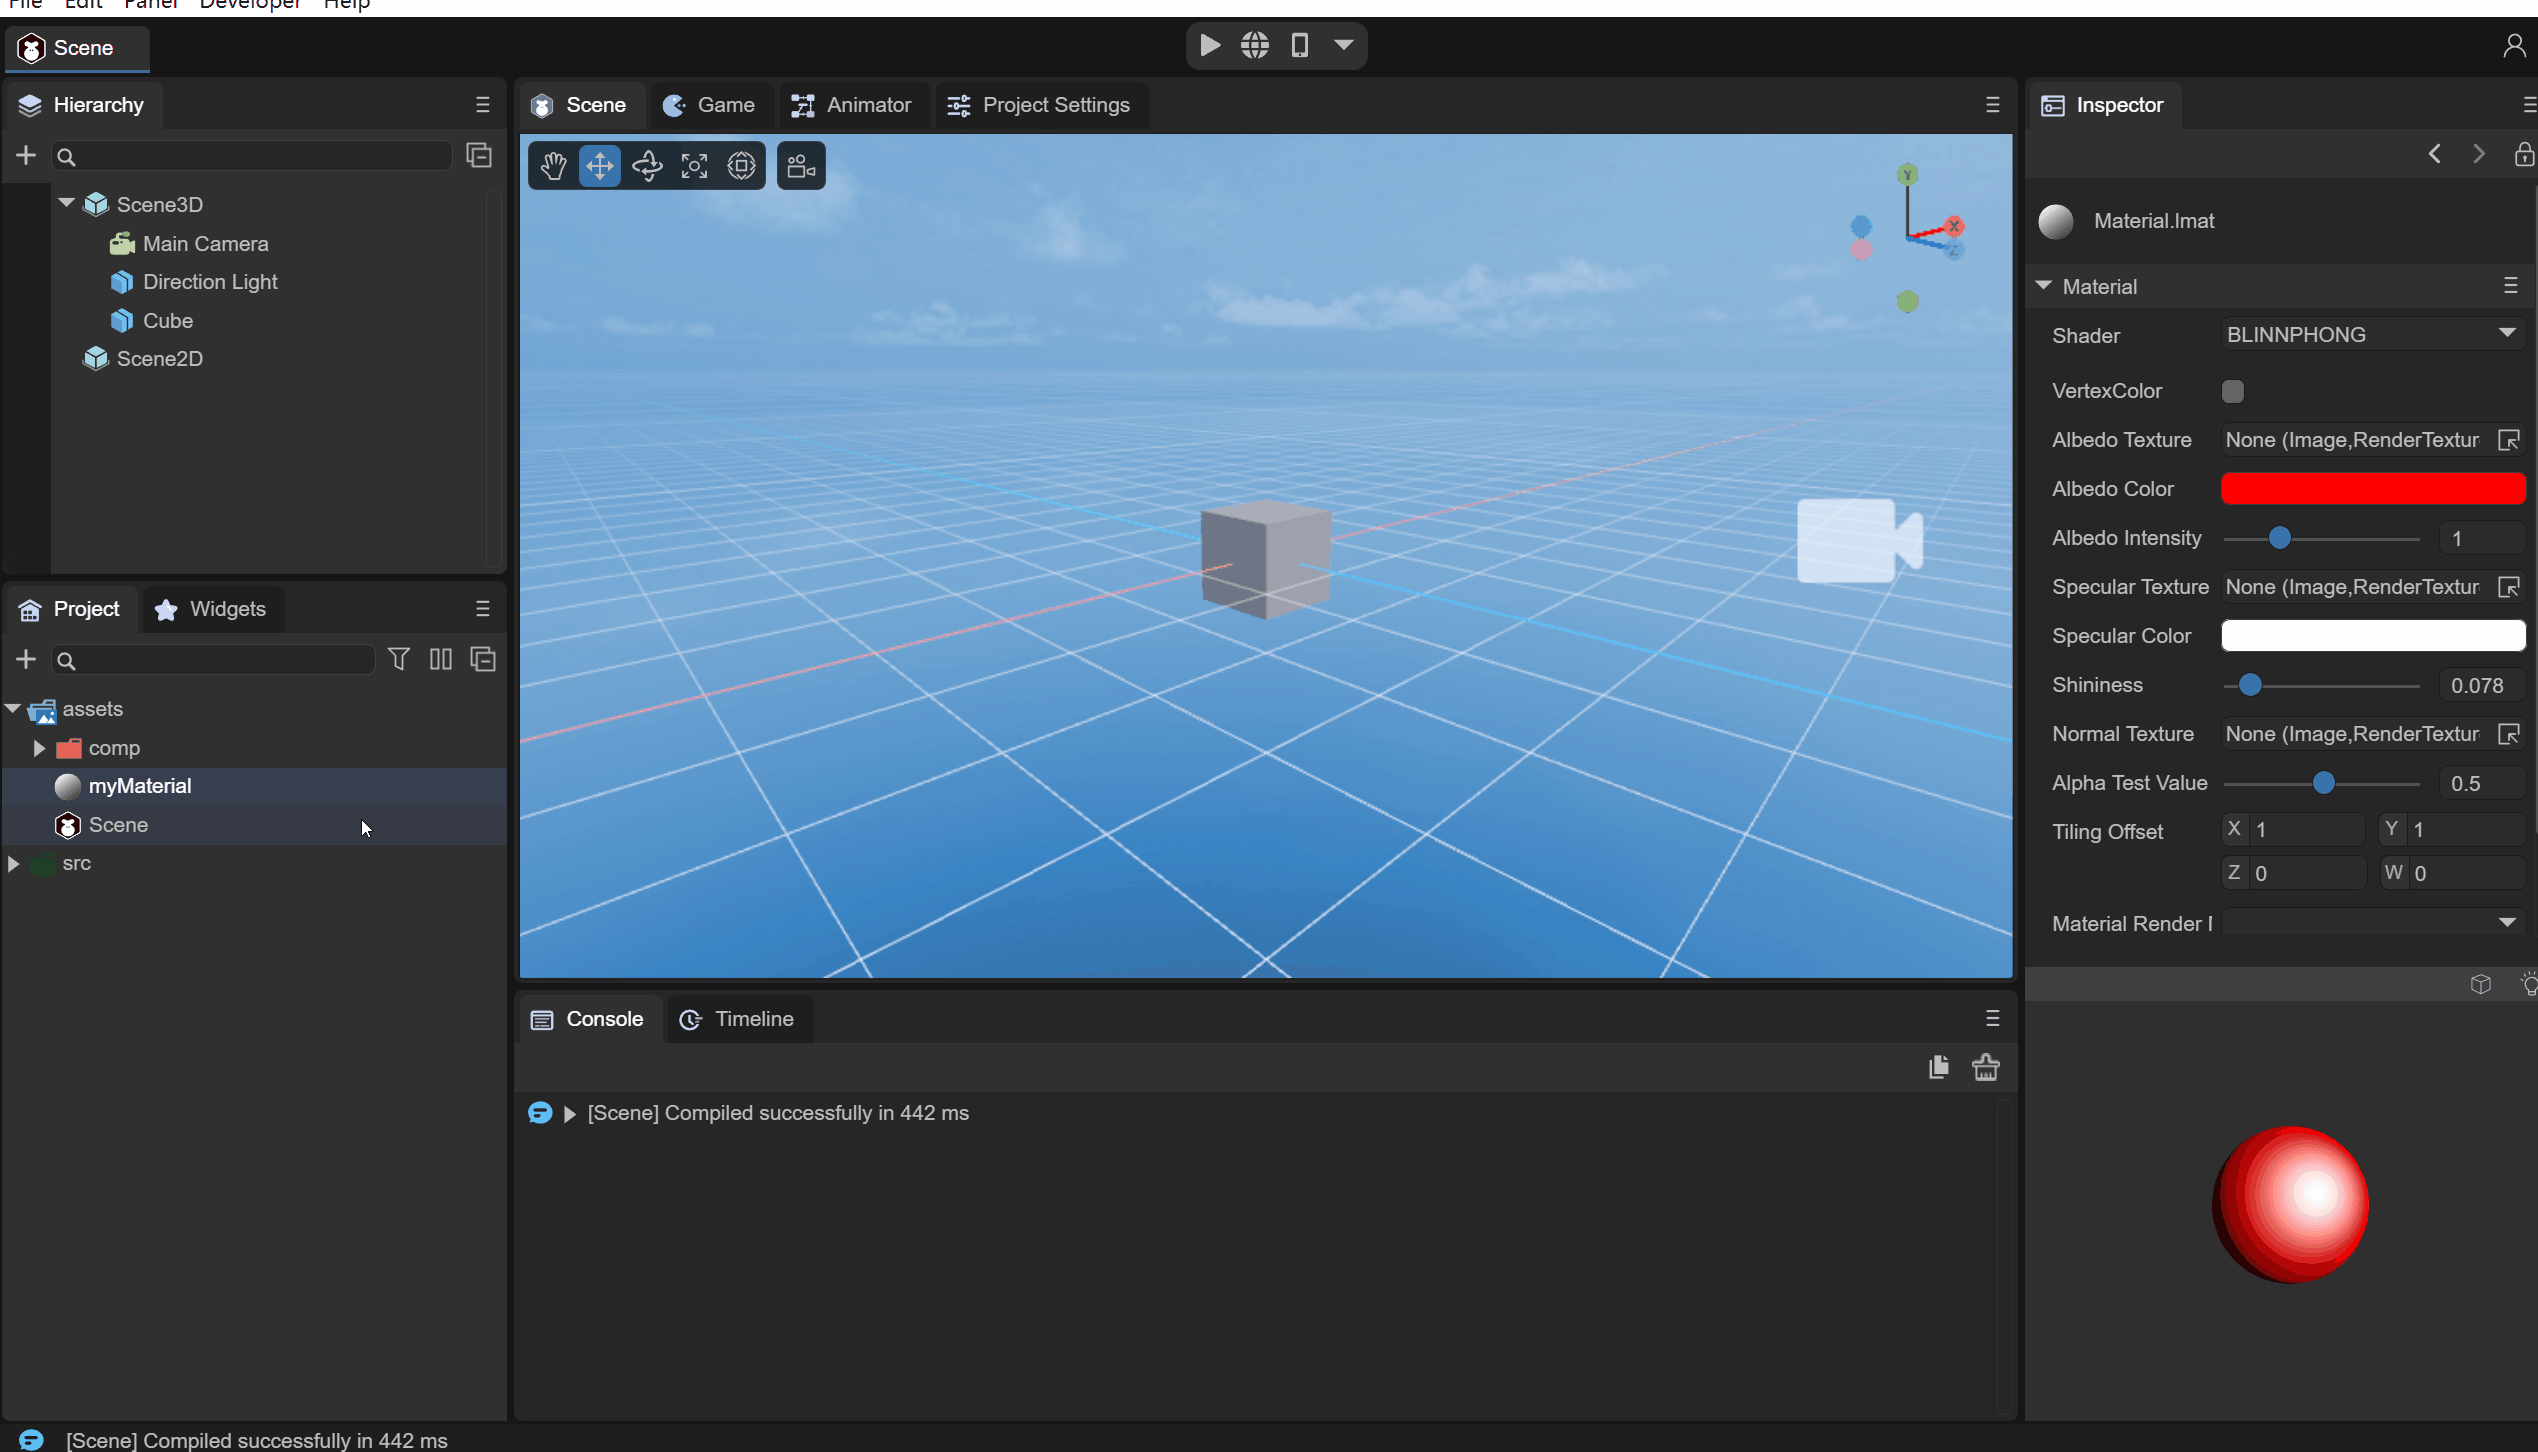 File Edit Panel Developer Help
Scene
Hierarchy
Scene3D
Main Camera
Direction Light
Cube
Scene2D
Project Widgets
assets
comp
myMaterial
Scene
src
Scene Game Animator Project Settings
Y
X
Z
Console Timeline
[Scene] Compiled successfully in 442 ms
Inspector
Material.lmat
Material
Shader BLINNPHONG
VertexColor
Albedo Texture None (Image,RenderTextur
Albedo Color
Albedo Intensity 1
Specular Texture None (Image,RenderTextur
Specular Color
Shininess 0.078
Normal Texture None (Image,RenderTextur
Alpha Test Value 0.5
Tiling Offset X 1 Y 1
Z 0 W 0
Material Render
[Scene] Compiled successfully in 442 ms